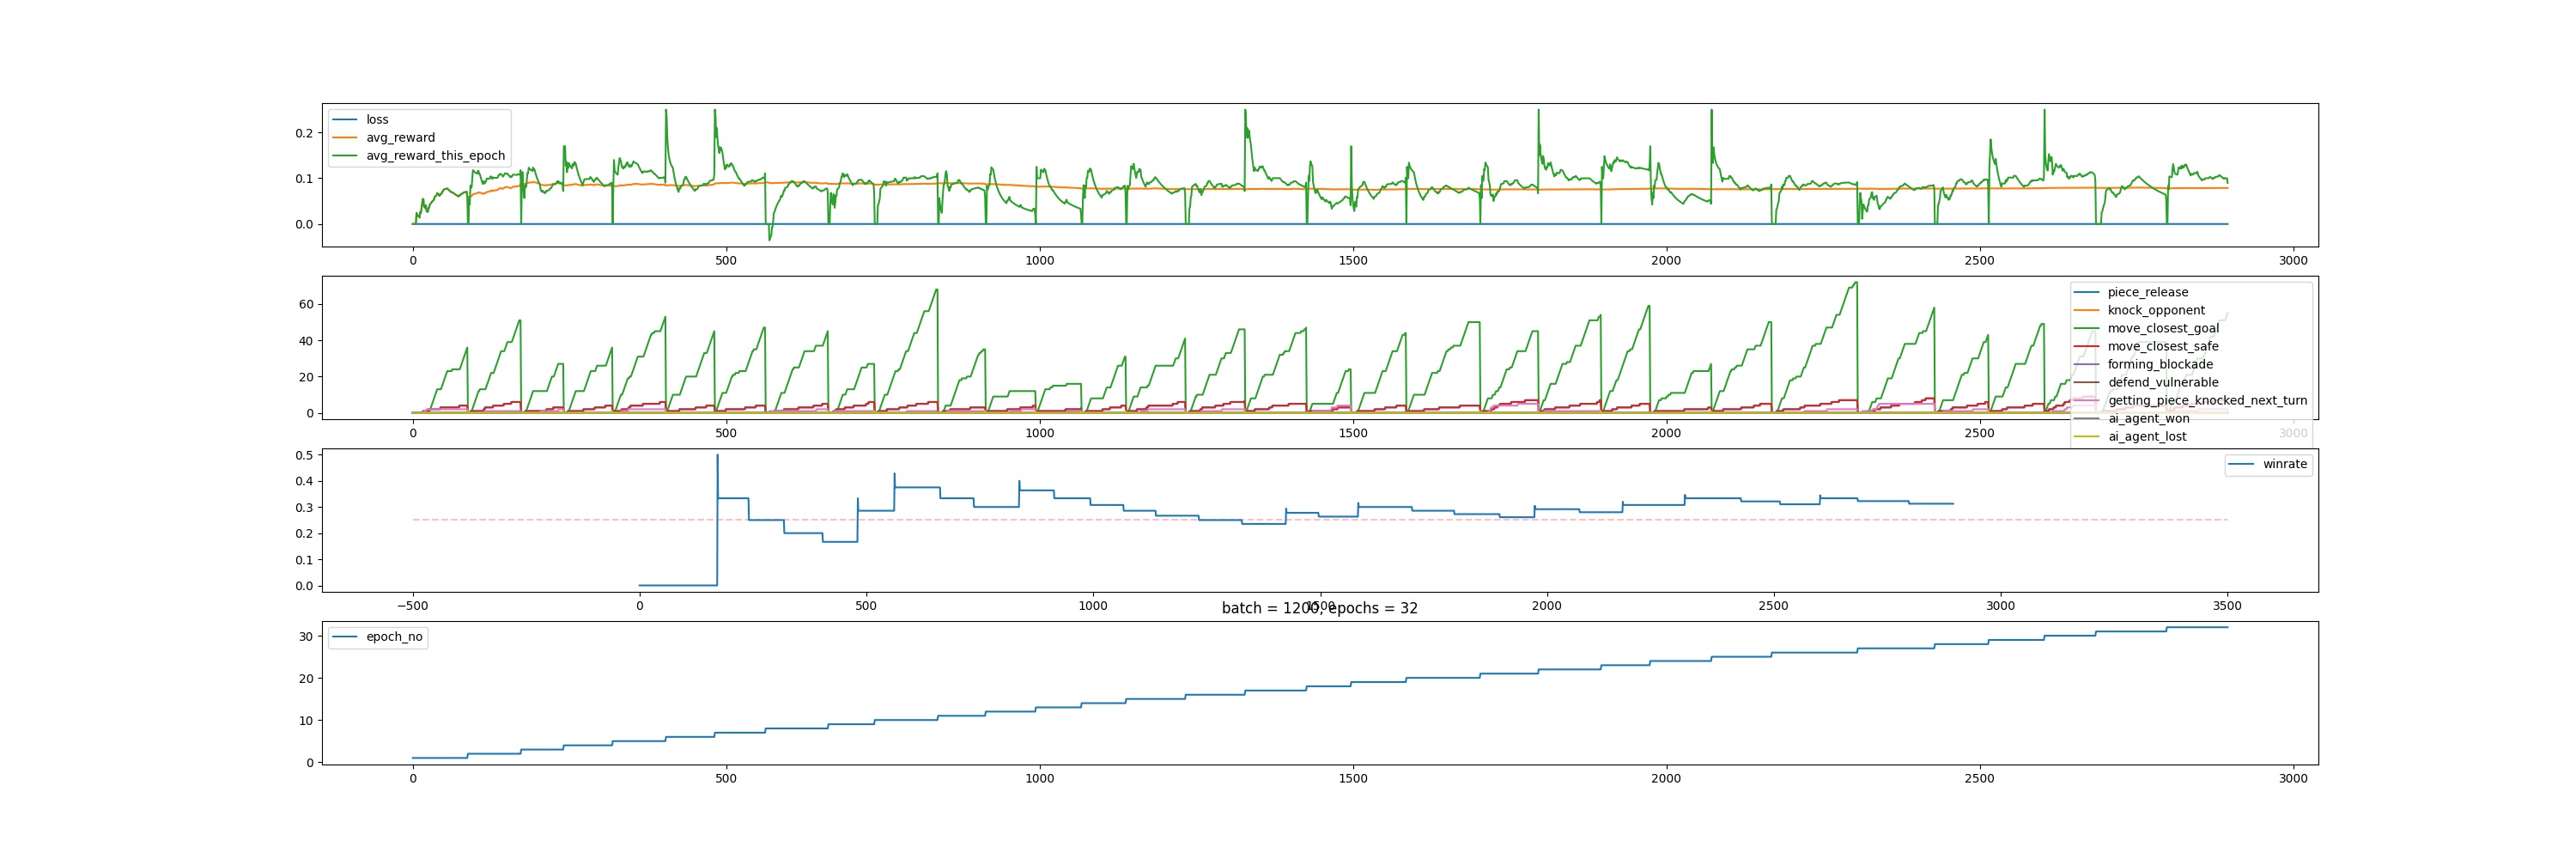 loss
avg_reward
avg_reward_this_epoch
0.2
0.1
0.0
0 500 1000 1500 2000 2500 3000
piece_release
knock_opponent
move_closest_goal
move_closest_safe
forming_blockade
defend_vulnerable
getting_piece_knocked_next_turn
ai_agent_won
ai_agent_lost
60
40
20
0
0 500 1000 1500 2000 2500 3000
winrate
0.5
0.4
0.3
0.2
0.1
0.0
−500 0 500 1000 1500 2000 2500 3000 3500
batch = 1200, epochs = 32
epoch_no
30
20
10
0
0 500 1000 1500 2000 2500 3000